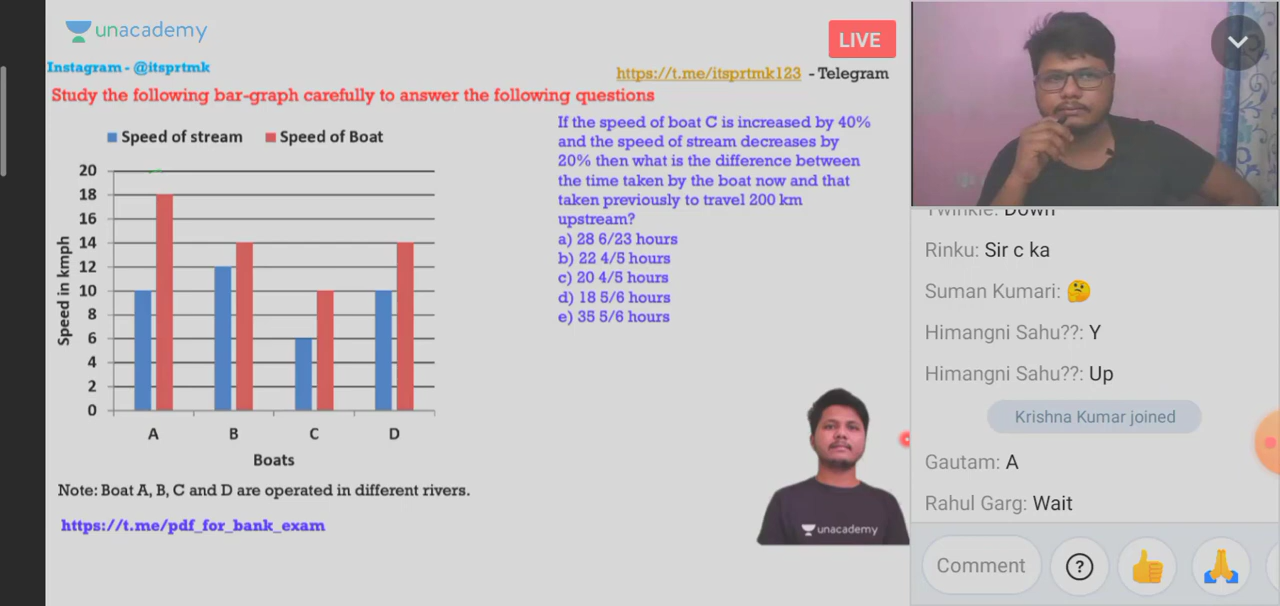 unacademy
LIVE
Instagram - @itsprtmk
https://t.me/itsprtmk123 - Telegram
Study the following bar-graph carefully to answer the following questions
Speed of stream Speed of Boat
20
18
16
14
12
10
8
6
4
2
0
Speed in kmph
A B C D
Boats
Note: Boat A, B, C and D are operated in different rivers.
https://t.me/pdf_for_bank_exam
If the speed of boat C is increased by 40%
and the speed of stream decreases by
20% then what is the difference between
the time taken by the boat now and that
taken previously to travel 200 km
upstream?
a) 28 6/23 hours
b) 22 4/5 hours
c) 20 4/5 hours
d) 18 5/6 hours
e) 35 5/6 hours
unacademy
Twinkle: Down
Rinku: Sir c ka
Suman Kumari: 🤔
Himangni Sahu??: Y
Himangni Sahu??: Up
Krishna Kumar joined
Gautam: A
Rahul Garg: Wait
Comment
?